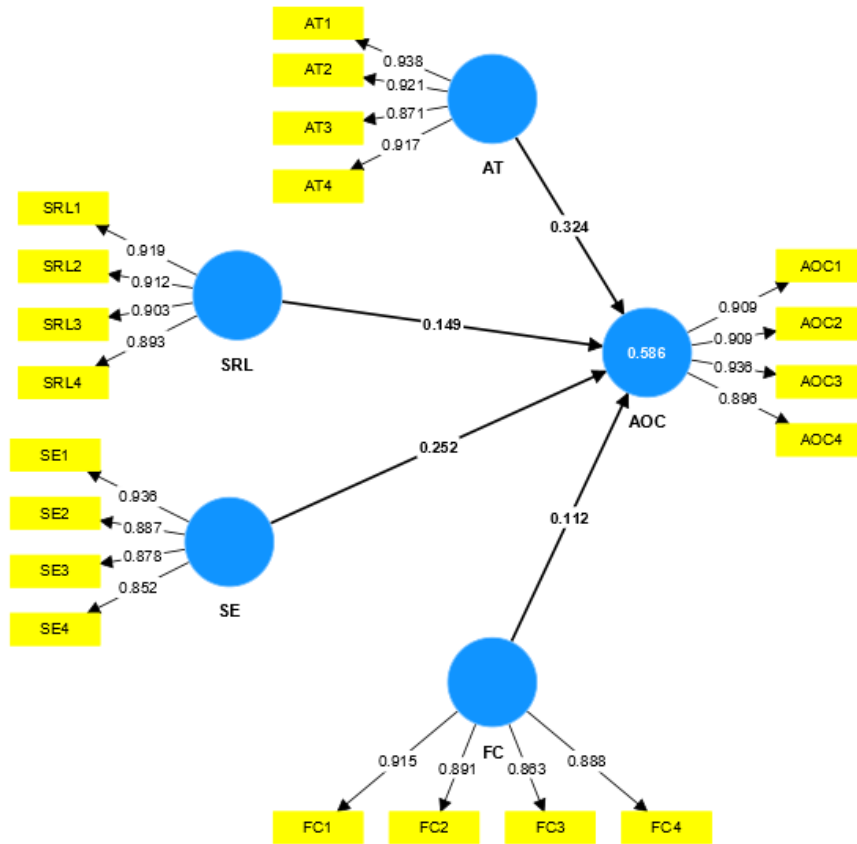 AT1
AT2
AT3
AT4
0.938
0.921
0.871
0.917
AT
0.324
SRL1
SRL2
SRL3
SRL4
0.919
0.912
0.903
0.893
SRL
0.149
SE1
SE2
SE3
SE4
0.936
0.887
0.878
0.852
SE
0.252
0.586
AOC
0.909
0.909
0.936
0.896
AOC1
AOC2
AOC3
AOC4
0.112
FC
0.915
0.891
0.863
0.888
FC1
FC2
FC3
FC4